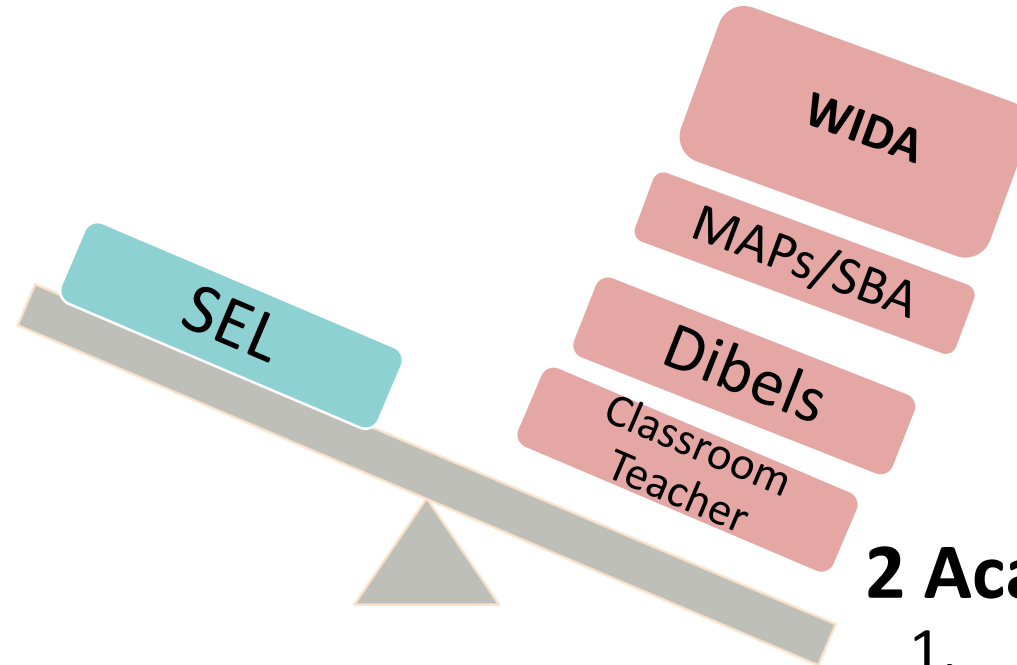 WIDA
MAPs/SBA
SEL
Dibels
Classroom
Teacher
2 Aca
1.